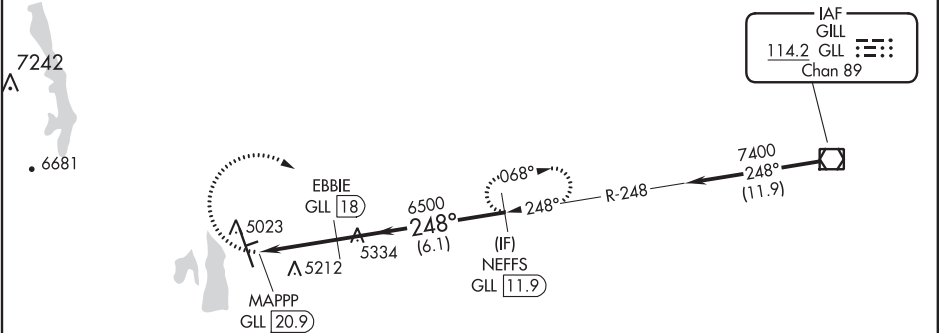 IAF
GILL
114.2 GLL
Chan 89
7242
6681
7400
248°
(11.9)
R-248
068°
248°
EBBIE
GLL 18
6500
248°
(6.1)
5023
5334
(IF)
NEFFS
GLL 11.9
5212
MAPPP
GLL 20.9